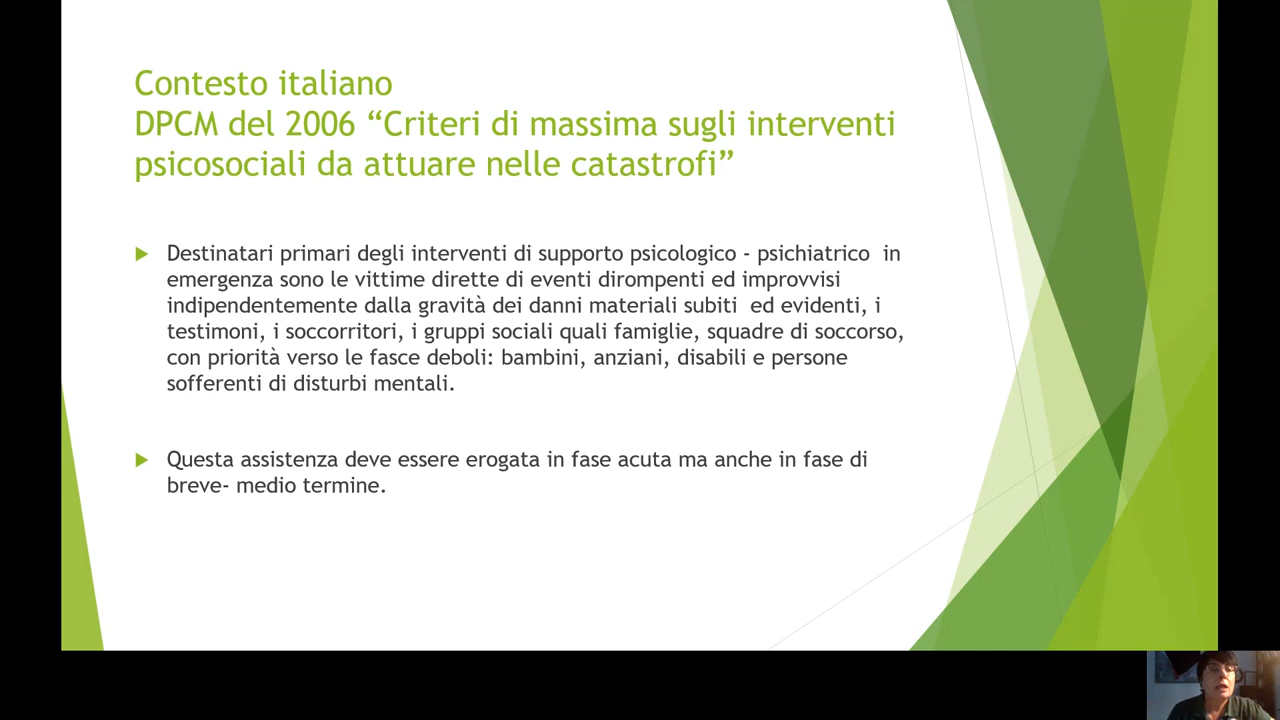 Contesto italiano
DPCM del 2006 “Criteri di massima sugli interventi
psicosociali da attuare nelle catastrofi”
Destinatari primari degli interventi di supporto psicologico - psichiatrico in
emergenza sono le vittime dirette di eventi dirompenti ed improvvisi
indipendentemente dalla gravità dei danni materiali subiti ed evidenti, i
testimoni, i soccorritori, i gruppi sociali quali famiglie, squadre di soccorso,
con priorità verso le fasce deboli: bambini, anziani, disabili e persone
sofferenti di disturbi mentali.
Questa assistenza deve essere erogata in fase acuta ma anche in fase di
breve- medio termine.